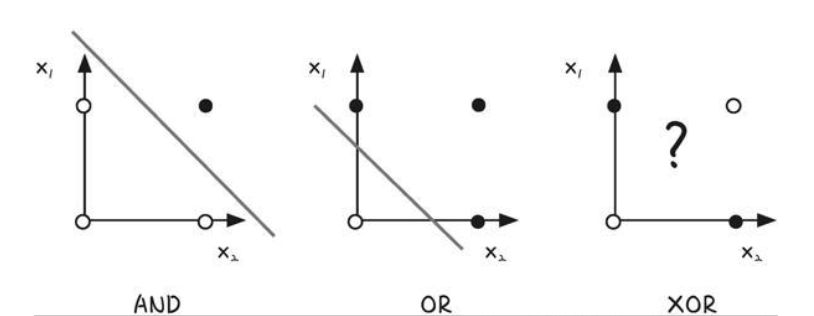 x₁ x₁ x₁
?
x₂ x₂ x₂
AND OR XOR